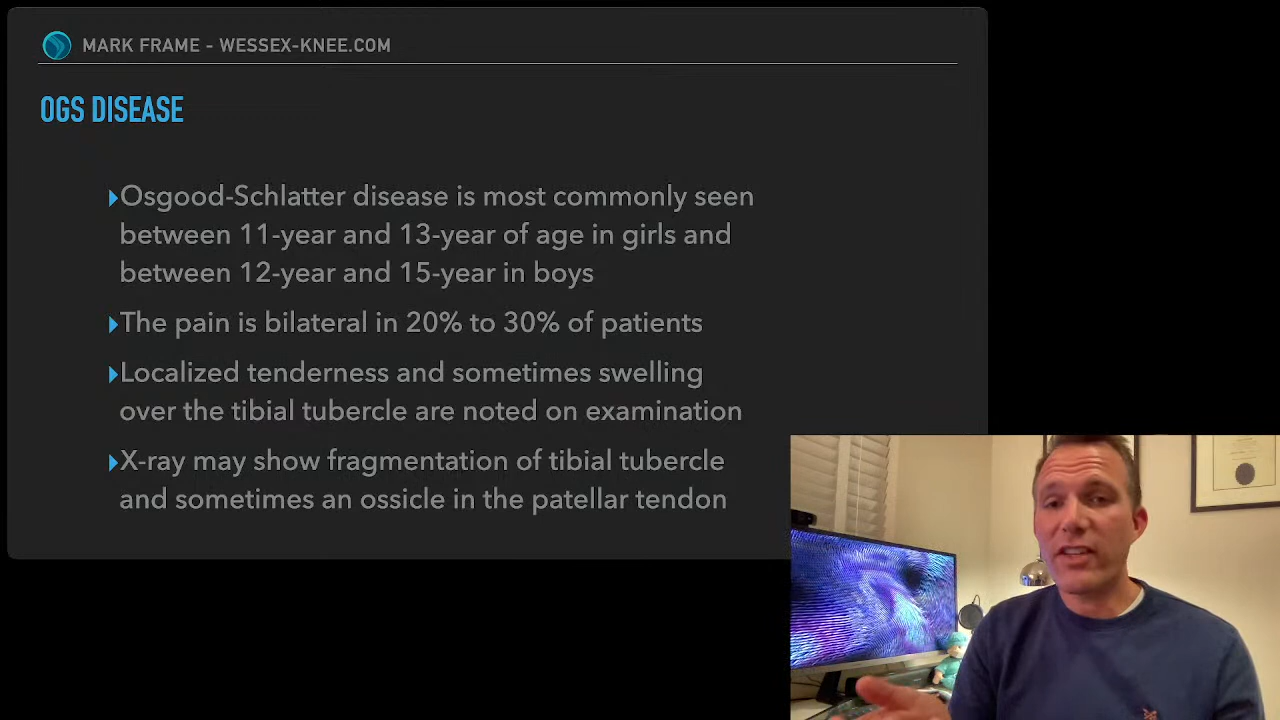 MARK FRAME - WESSEX-KNEE.COM
OGS DISEASE
Osgood-Schlatter disease is most commonly seen
between 11-year and 13-year of age in girls and
between 12-year and 15-year in boys
The pain is bilateral in 20% to 30% of patients
Localized tenderness and sometimes swelling
over the tibial tubercle are noted on examination
X-ray may show fragmentation of tibial tubercle
and sometimes an ossicle in the patellar tendon